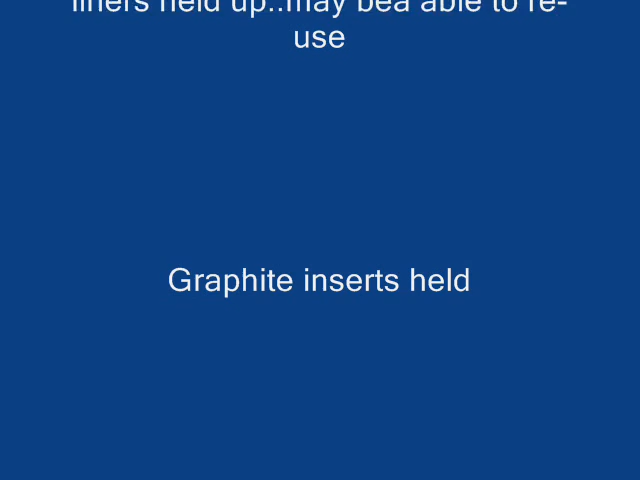 liners held up..may bea able to re-
use
Graphite inserts held